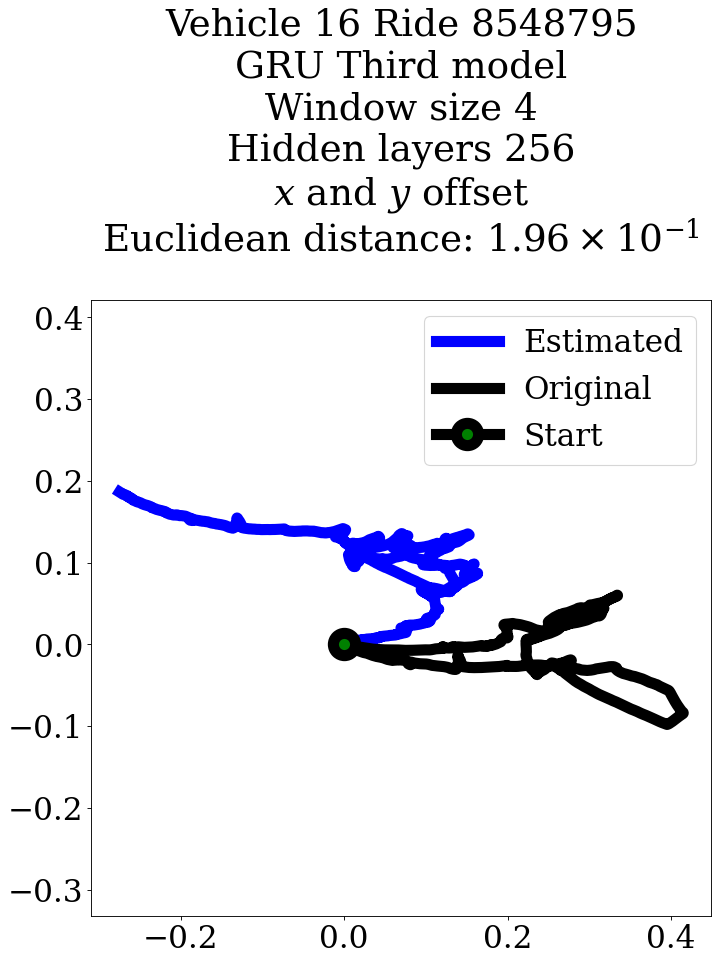 Vehicle 16 Ride 8548795
GRU Third model
Window size 4
Hidden layers 256
x and y offset
Euclidean distance: 1.96 × 10⁻¹
Estimated
Original
Start
0.4
0.3
0.2
0.1
0.0
−0.1
−0.2
−0.3
−0.2 0.0 0.2 0.4